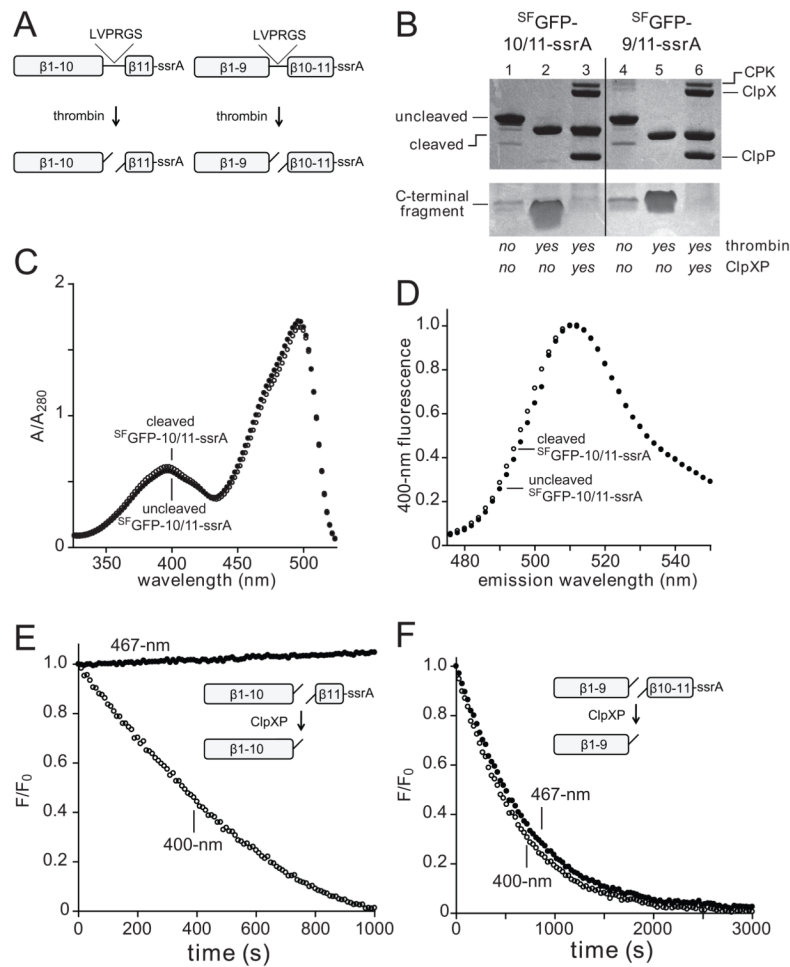 A
LVPRGS
LVPRGS
β1-10
β11
-ssrA
β1-9
β10-11
-ssrA
thrombin
thrombin
β1-10
β11
-ssrA
β1-9
β10-11
-ssrA
B
SFGFP-
10/11-ssrA
SFGFP-
9/11-ssrA
1 2 3 4 5 6
CPK
ClpX
uncleaved
cleaved
ClpP
C-terminal
fragment
no yes yes no yes yes thrombin
no no yes no no yes ClpXP
C
2
1
0
A/A280
cleaved
SFGFP-10/11-ssrA
uncleaved
SFGFP-10/11-ssrA
350 400 450 500
wavelength (nm)
D
1.0
0.8
0.6
0.4
0.2
0
400-nm fluorescence
cleaved
SFGFP-10/11-ssrA
uncleaved
SFGFP-10/11-ssrA
480 500 520 540
emission wavelength (nm)
E
467-nm
1.0
0.8
0.6
0.4
0.2
0
F/F0
β1-10
β11
-ssrA
ClpXP
β1-10
400-nm
0 200 400 600 800 1000
time (s)
F
1.0
0.8
0.6
0.4
0.2
0
F/F0
β1-9
β10-11
-ssrA
ClpXP
β1-9
467-nm
400-nm
0 1000 2000 3000
time (s)